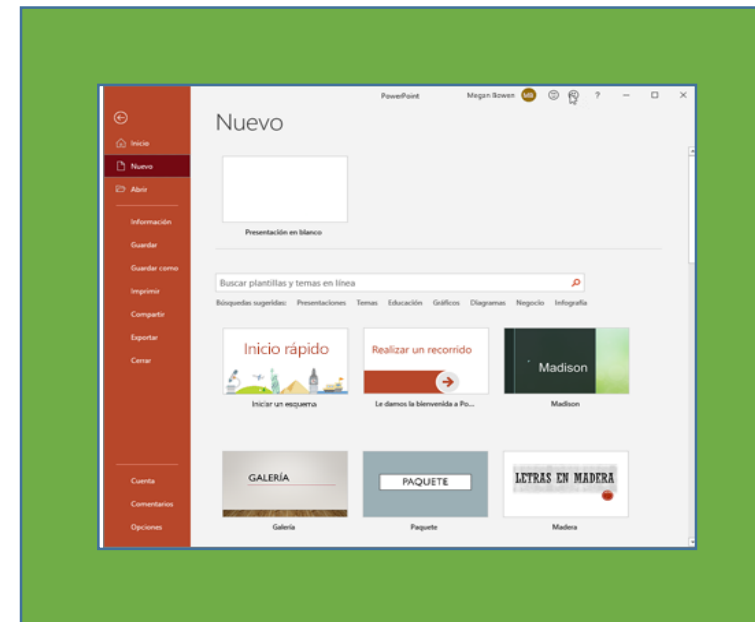 PowerPoint
Megan Bowen
MB
?
Nuevo
Inicio
Nuevo
Abrir
Información
Guardar
Guardar como
Imprimir
Compartir
Exportar
Cerrar
Cuenta
Comentarios
Opciones
Presentación en blanco
Buscar plantillas y temas en línea
Búsquedas sugeridas: Presentaciones Temas Educación Gráficos Diagramas Negocio Infografía
Inicio rápido
Realizar un recorrido
Madison
Iniciar un esquema
Le damos la bienvenida a Po...
Madison
GALERÍA
PAQUETE
LETRAS EN MADERA
Galería
Paquete
Madera